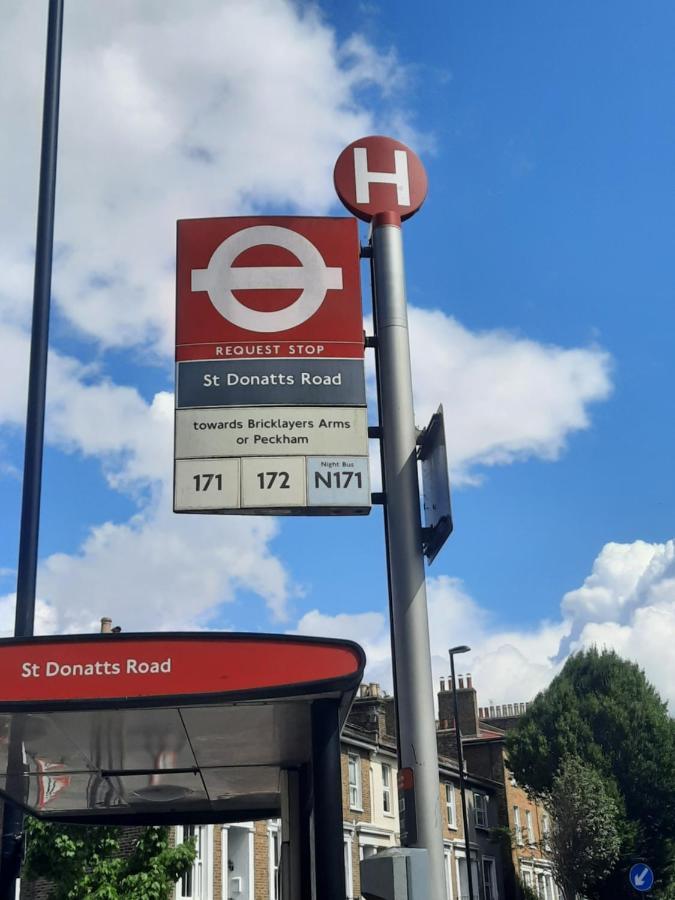 H
REQUEST STOP
St Donatts Road
towards Bricklayers Arms
or Peckham
171 172 Night Bus N171
St Donatts Road